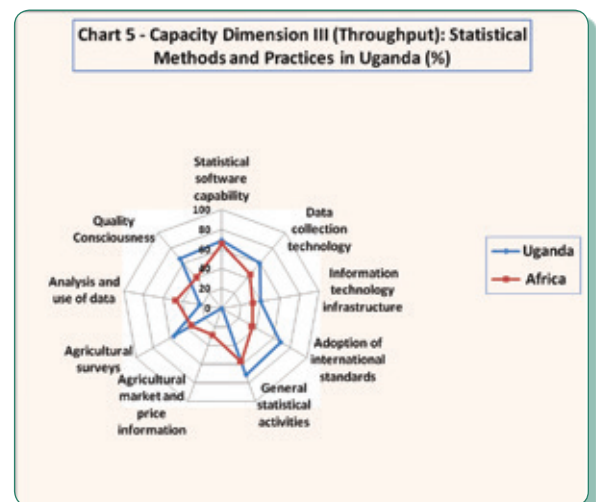 Chart 5 - Capacity Dimension III (Throughput): Statistical
Methods and Practices in Uganda (%)
Statistical
software
capability
100
80
60
40
20
0
Data
collection
technology
Information
technology
infrastructure
Adoption of
international
standards
General
statistical
activities
Agricultural
market and
price
information
Agricultural
surveys
Analysis and
use of data
Quality
Consciousness
Uganda
Africa